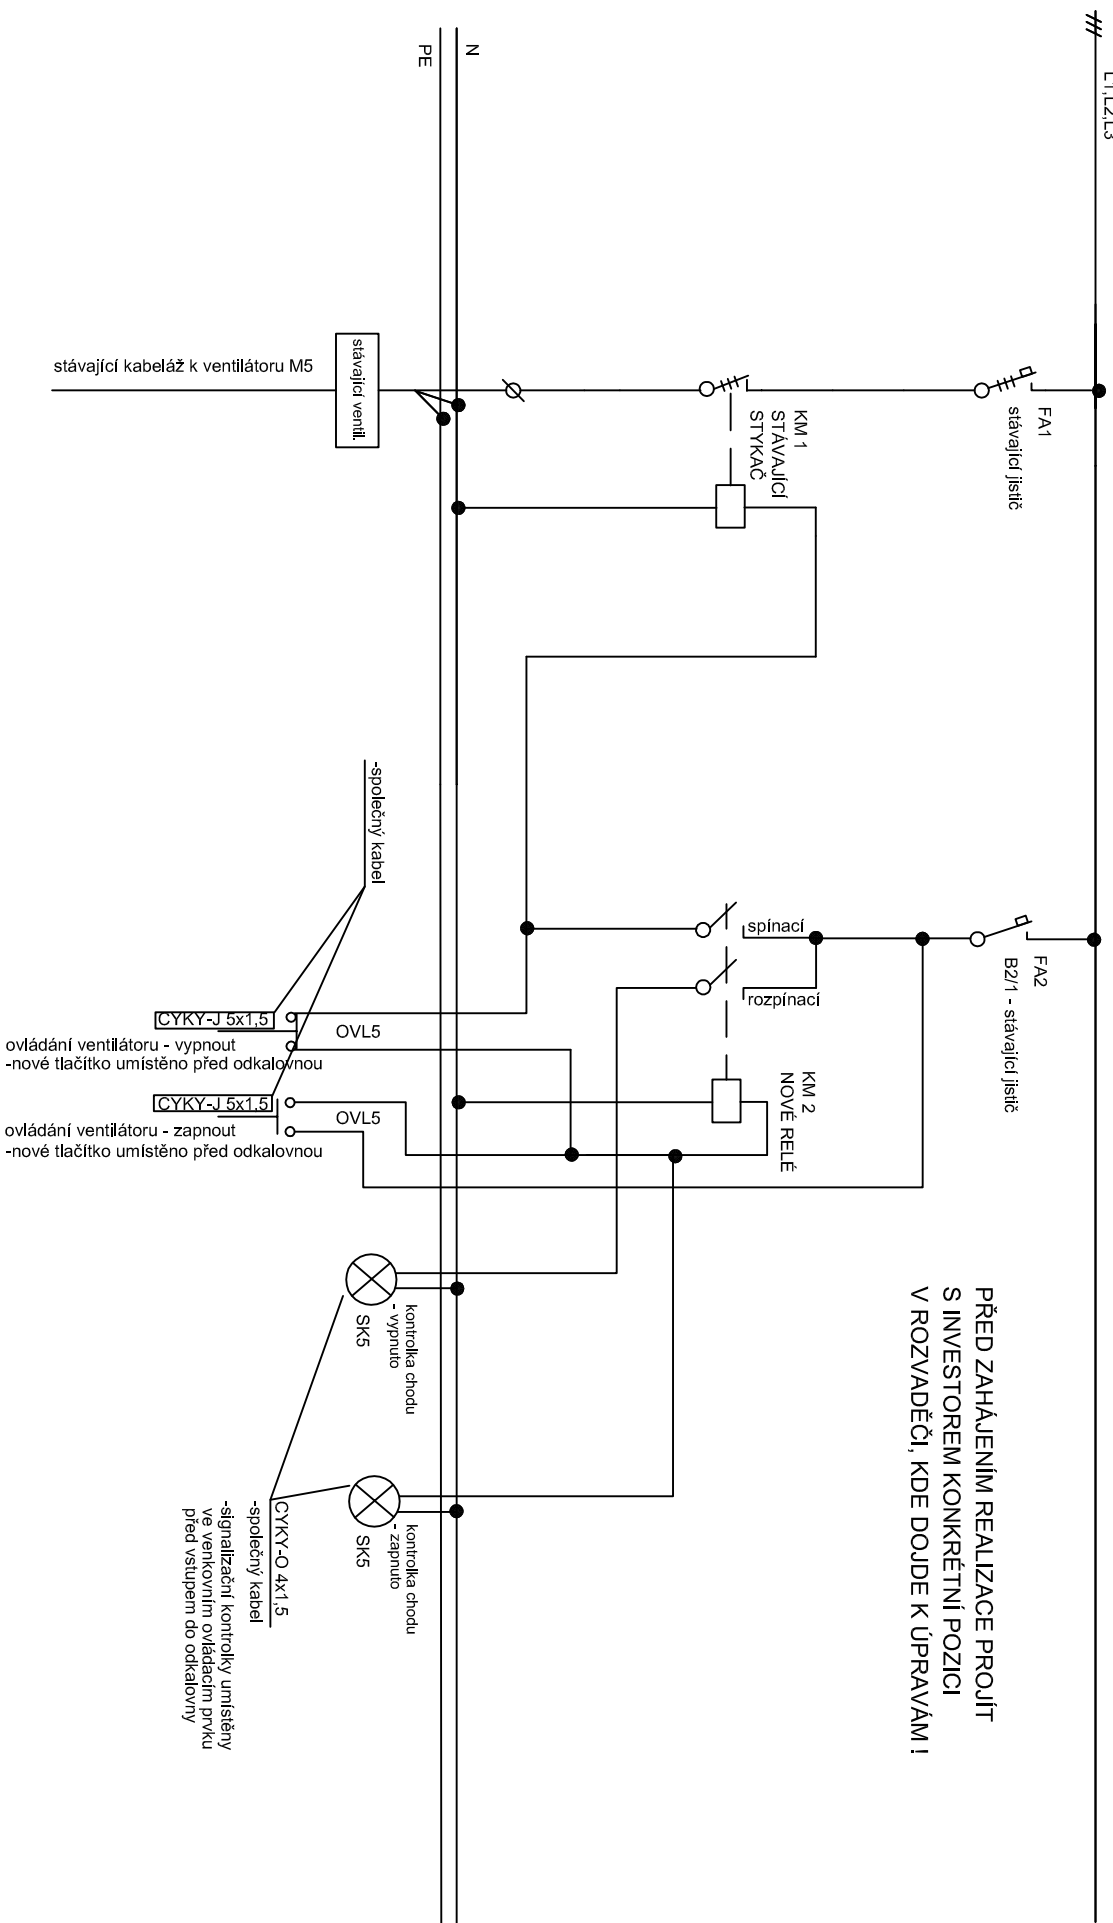 L1,L2,L3
N
PE
FA1
stávající jistič
KM 1
STÁVAJÍCÍ
STYKAČ
stávající ventil.
stávající kabeláž k ventilátoru M5
-společný kabel
FA2
B2/1 - stávající jistič
spínací
rozpínací
KM 2
NOVÉ RELÉ
CYKY-J 5x1,5
OVL5
ovládání ventilátoru - vypnout
-nové tlačítko umístěno před odkalovnou
CYKY-J 5x1.5
OVL5
ovládání ventilátoru - zapnout
-nové tlačítko umístěno před odkalovnou
PŘED ZAHÁJENÍM REALIZACE PROJÍT
S INVESTOREM KONKRÉTNÍ POZICI
V ROZVADĚČI, KDE DOJDE K ÚPRAVÁM !
kontrolka chodu
- vypnuto
SK5
kontrolka chodu
- zapnuto
SK5
CYKY-O 4x1,5
-společný kabel
-signalizační kontrolky umístěny
ve venkovním ovládacím prvku
před vstupem do odkalovny